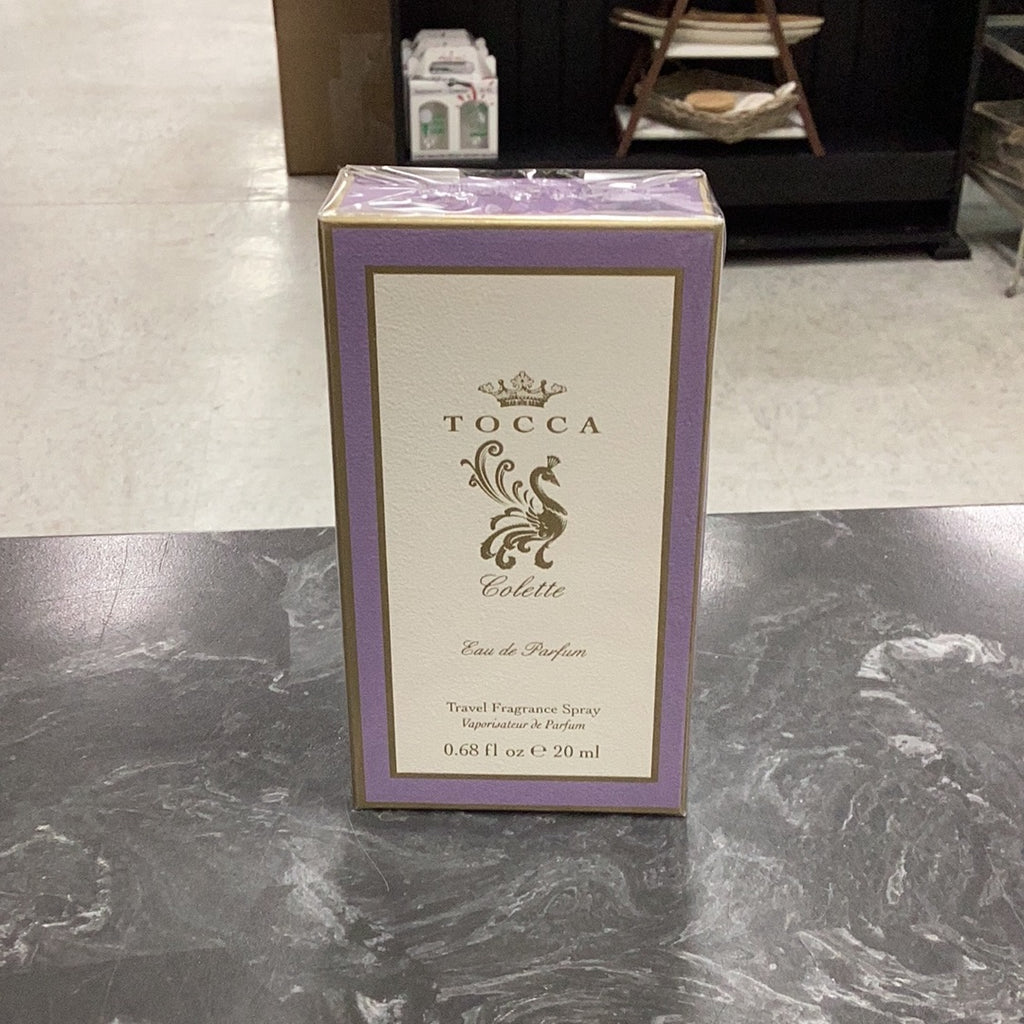 TOCCA
Colette
Eau de Parfum
Travel Fragrance Spray
Vaporisateur de Parfum
0.68 fl oz ℮ 20 ml